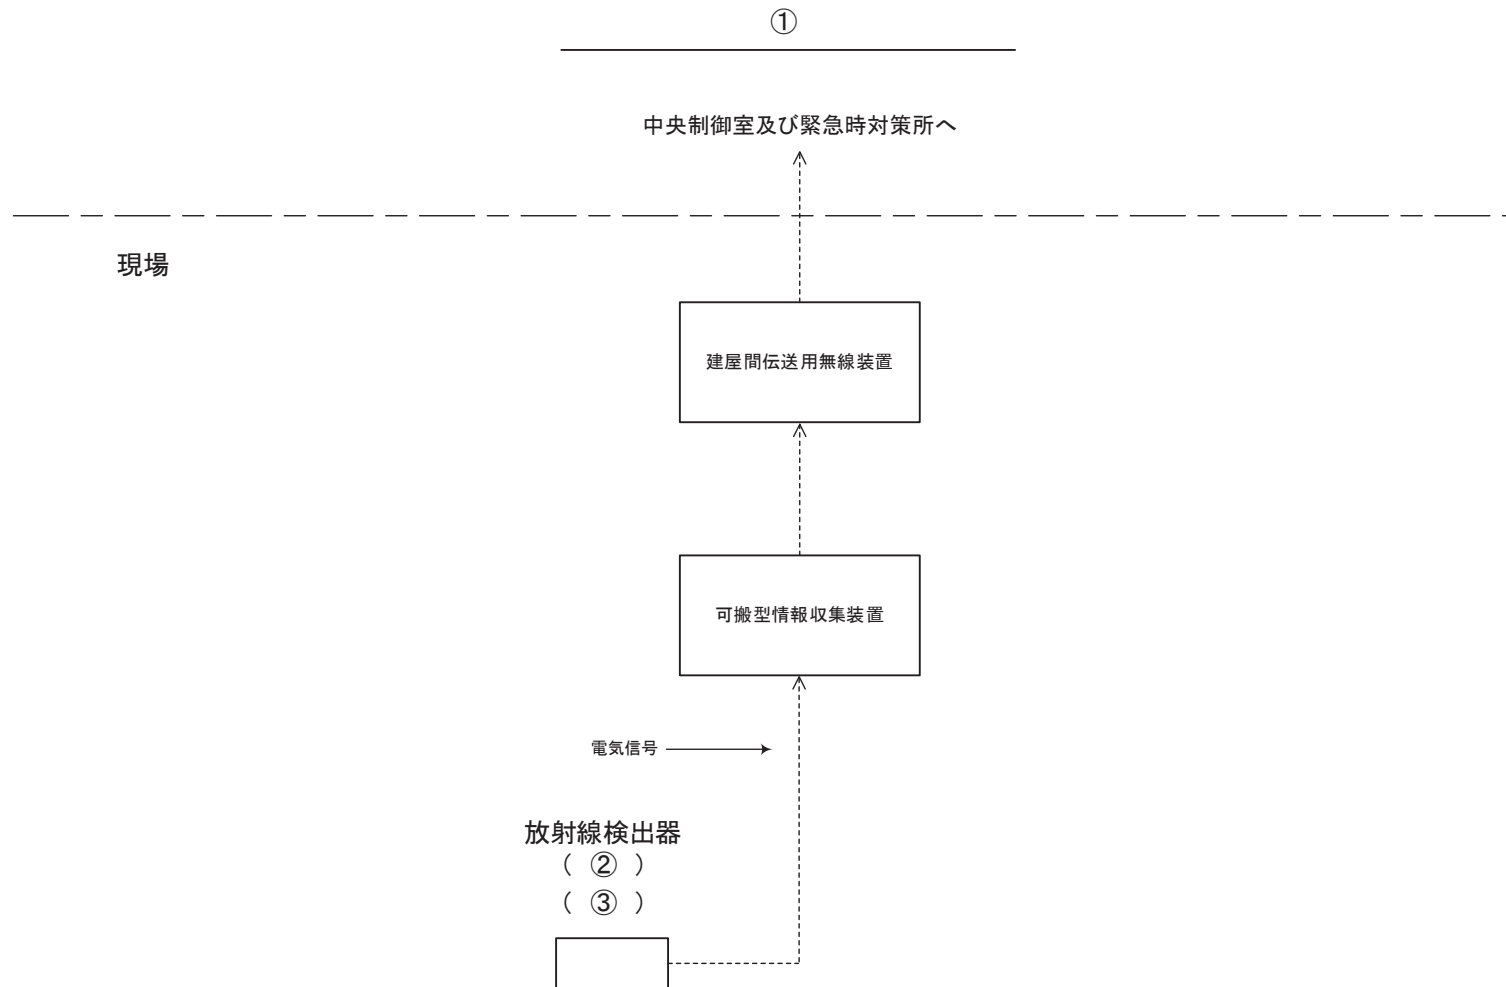 ①
中央制御室及び緊急時対策所へ
現場
建屋間伝送用無線装置
可搬型情報収集装置
電気信号
放射線検出器
（ ② ）
（ ③ ）